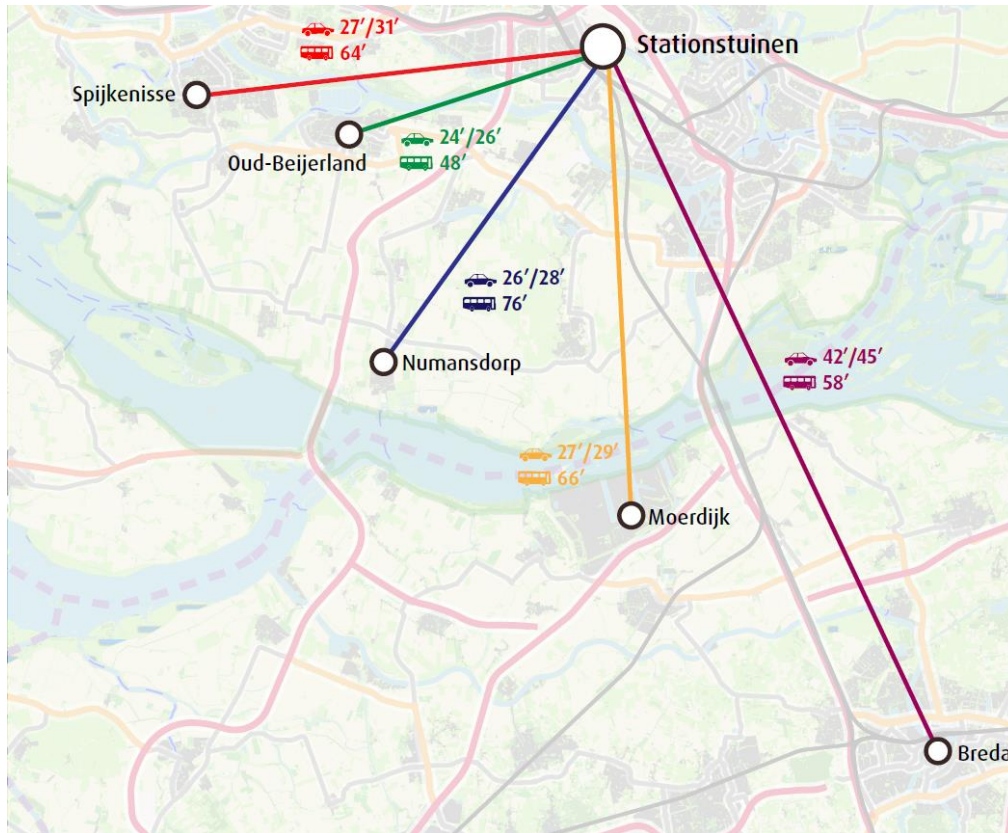 27'/31'
64'
Stationstuinen
Spijkenisse
24'/26'
48'
Oud-Beijerland
26'/28'
76'
Numansdorp
42'/45'
58'
27'/29'
66'
Moerdijk
Breda